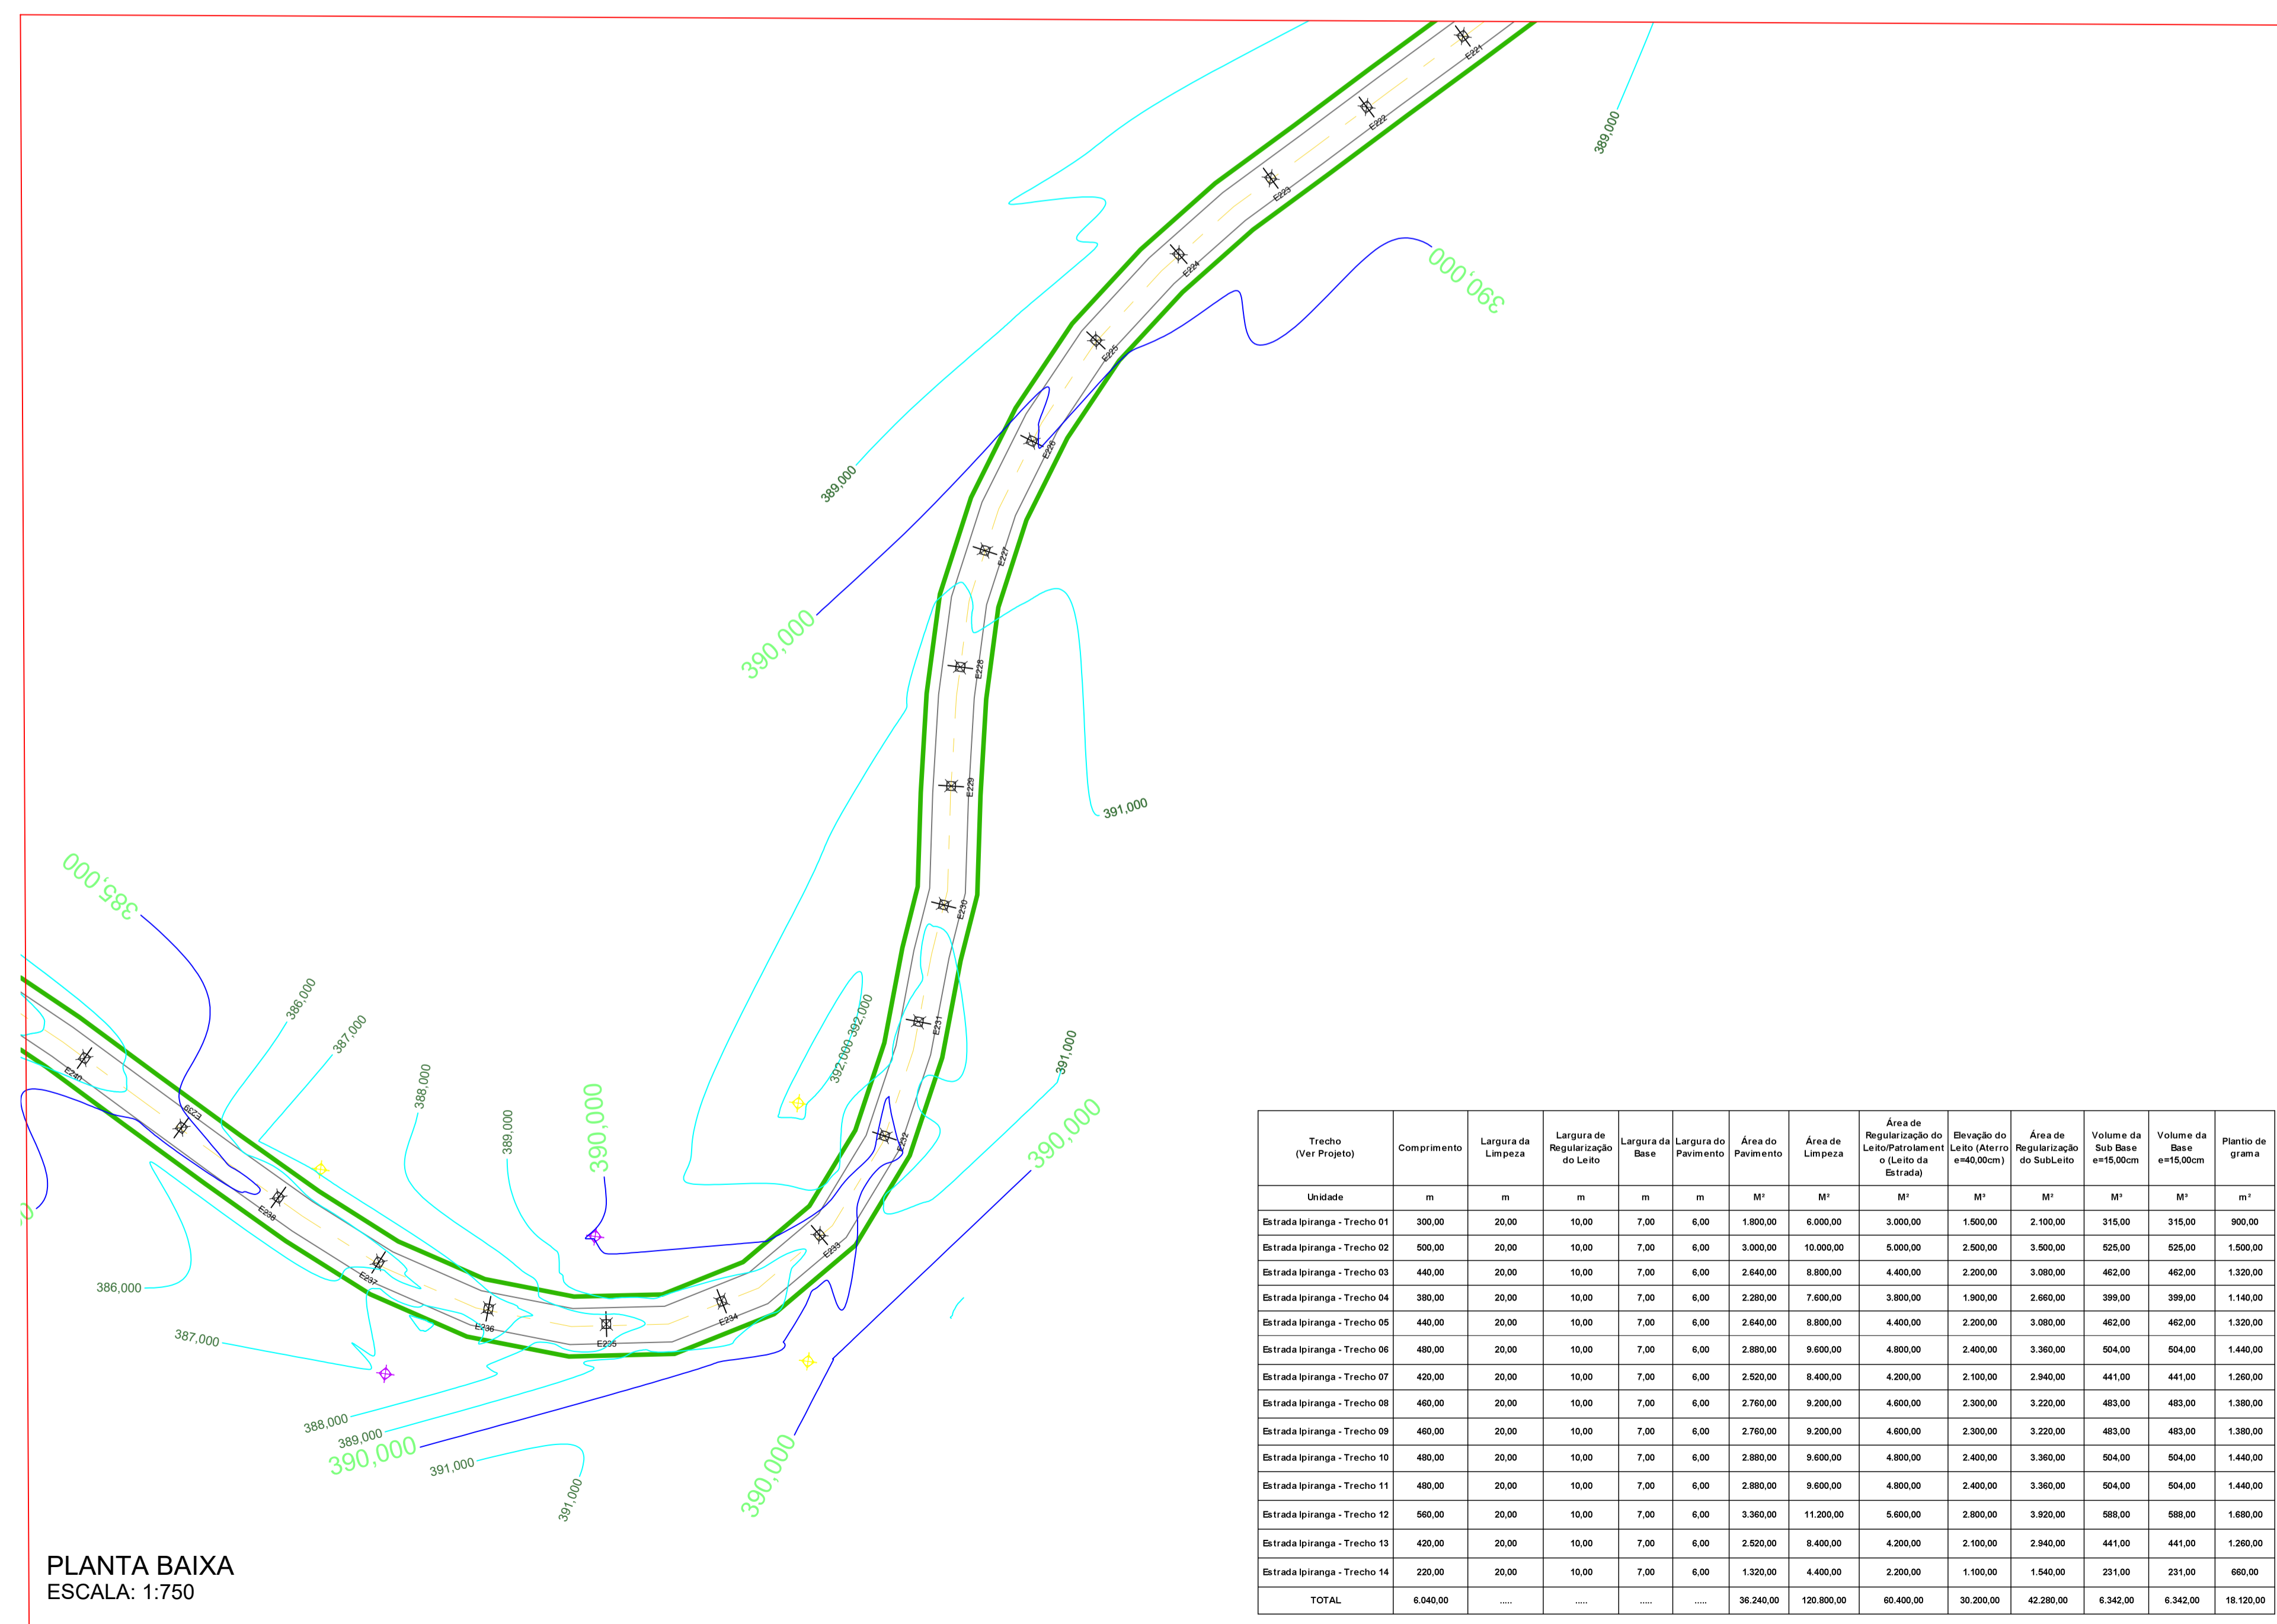 E221
E222
389,000
E223
E224
390,000
E225
E226
389,000
E227
390,000
E228
E229
391,000
385,000
E230
386,000
392,000 392,000
E231
387,000
388,000
391,000
E240
E239
389,000
390,000
390,000
E232
E238
E233
E237
386,000
E234
E236
E235
387,000
388,000
389,000
390,000
391,000
391,000
390,000
PLANTA BAIXA
ESCALA: 1:750
Trecho (Ver Projeto) Comprimento Largura da Limpeza Largura de Regularização do Leito Largura da Base Largura do Pavimento Área do Pavimento Área de Limpeza Área de Regularização do Leito/Patrolamento (Leito da Estrada) Elevação do Leito (Aterro e=40,00cm) Área de Regularização do SubLeito Volume da Sub Base e=15,00cm Volume da Base e=15,00cm Plantio de grama
Unidade m m m m m M² M² M² M³ M² M³ M³ m²
Estrada Ipiranga - Trecho 01 300,00 20,00 10,00 7,00 6,00 1.800,00 6.000,00 3.000,00 1.500,00 2.100,00 315,00 315,00 900,00
Estrada Ipiranga - Trecho 02 500,00 20,00 10,00 7,00 6,00 3.000,00 10.000,00 5.000,00 2.500,00 3.500,00 525,00 525,00 1.500,00
Estrada Ipiranga - Trecho 03 440,00 20,00 10,00 7,00 6,00 2.640,00 8.800,00 4.400,00 2.200,00 3.080,00 462,00 462,00 1.320,00
Estrada Ipiranga - Trecho 04 380,00 20,00 10,00 7,00 6,00 2.280,00 7.600,00 3.800,00 1.900,00 2.660,00 399,00 399,00 1.140,00
Estrada Ipiranga - Trecho 05 440,00 20,00 10,00 7,00 6,00 2.640,00 8.800,00 4.400,00 2.200,00 3.080,00 462,00 462,00 1.320,00
Estrada Ipiranga - Trecho 06 480,00 20,00 10,00 7,00 6,00 2.880,00 9.600,00 4.800,00 2.400,00 3.360,00 504,00 504,00 1.440,00
Estrada Ipiranga - Trecho 07 420,00 20,00 10,00 7,00 6,00 2.520,00 8.400,00 4.200,00 2.100,00 2.940,00 441,00 441,00 1.260,00
Estrada Ipiranga - Trecho 08 460,00 20,00 10,00 7,00 6,00 2.760,00 9.200,00 4.600,00 2.300,00 3.220,00 483,00 483,00 1.380,00
Estrada Ipiranga - Trecho 09 460,00 20,00 10,00 7,00 6,00 2.760,00 9.200,00 4.600,00 2.300,00 3.220,00 483,00 483,00 1.380,00
Estrada Ipiranga - Trecho 10 480,00 20,00 10,00 7,00 6,00 2.880,00 9.600,00 4.800,00 2.400,00 3.360,00 504,00 504,00 1.440,00
Estrada Ipiranga - Trecho 11 480,00 20,00 10,00 7,00 6,00 2.880,00 9.600,00 4.800,00 2.400,00 3.360,00 504,00 504,00 1.440,00
Estrada Ipiranga - Trecho 12 560,00 20,00 10,00 7,00 6,00 3.360,00 11.200,00 5.600,00 2.800,00 3.920,00 588,00 588,00 1.680,00
Estrada Ipiranga - Trecho 13 420,00 20,00 10,00 7,00 6,00 2.520,00 8.400,00 4.200,00 2.100,00 2.940,00 441,00 441,00 1.260,00
Estrada Ipiranga - Trecho 14 220,00 20,00 10,00 7,00 6,00 1.320,00 4.400,00 2.200,00 1.100,00 1.540,00 231,00 231,00 660,00
TOTAL 6.040,00 ..... ..... ..... ..... 36.240,00 120.800,00 60.400,00 30.200,00 42.280,00 6.342,00 6.342,00 18.120,00